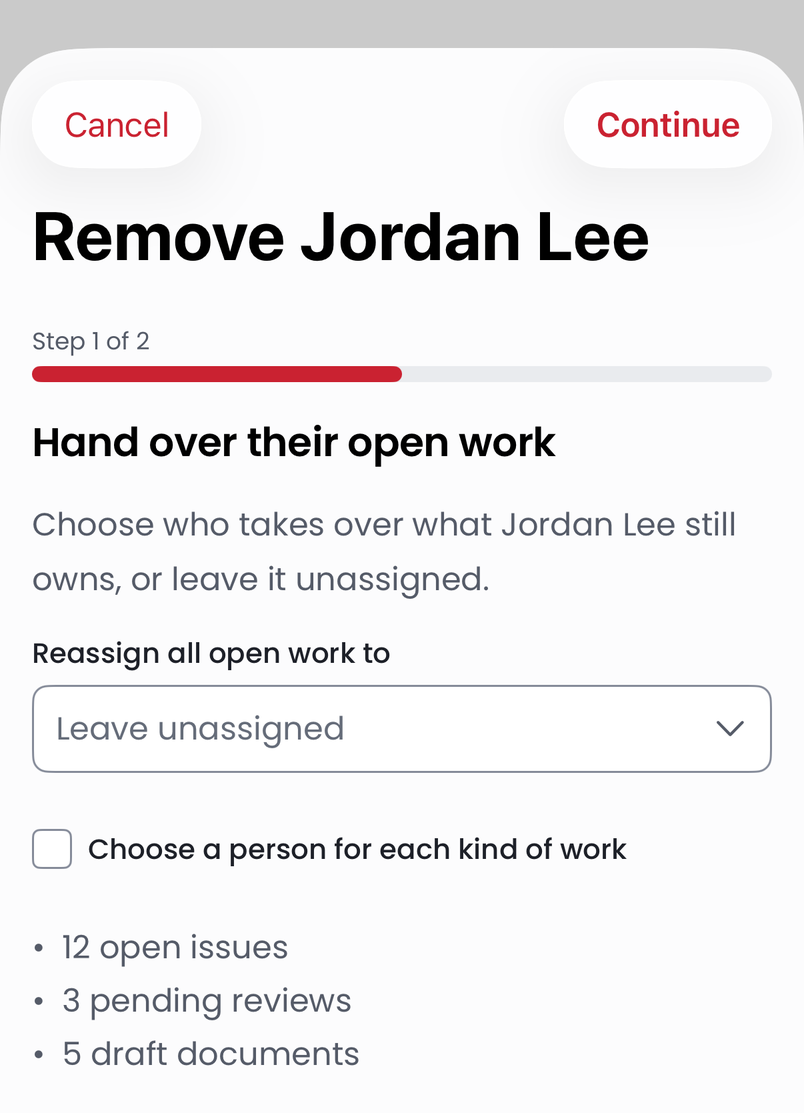 Cancel
Continue
Remove Jordan Lee
Step 1 of 2
Hand over their open work
Choose who takes over what Jordan Lee still
owns, or leave it unassigned.
Reassign all open work to
Leave unassigned
Choose a person for each kind of work
• 12 open issues
• 3 pending reviews
• 5 draft documents